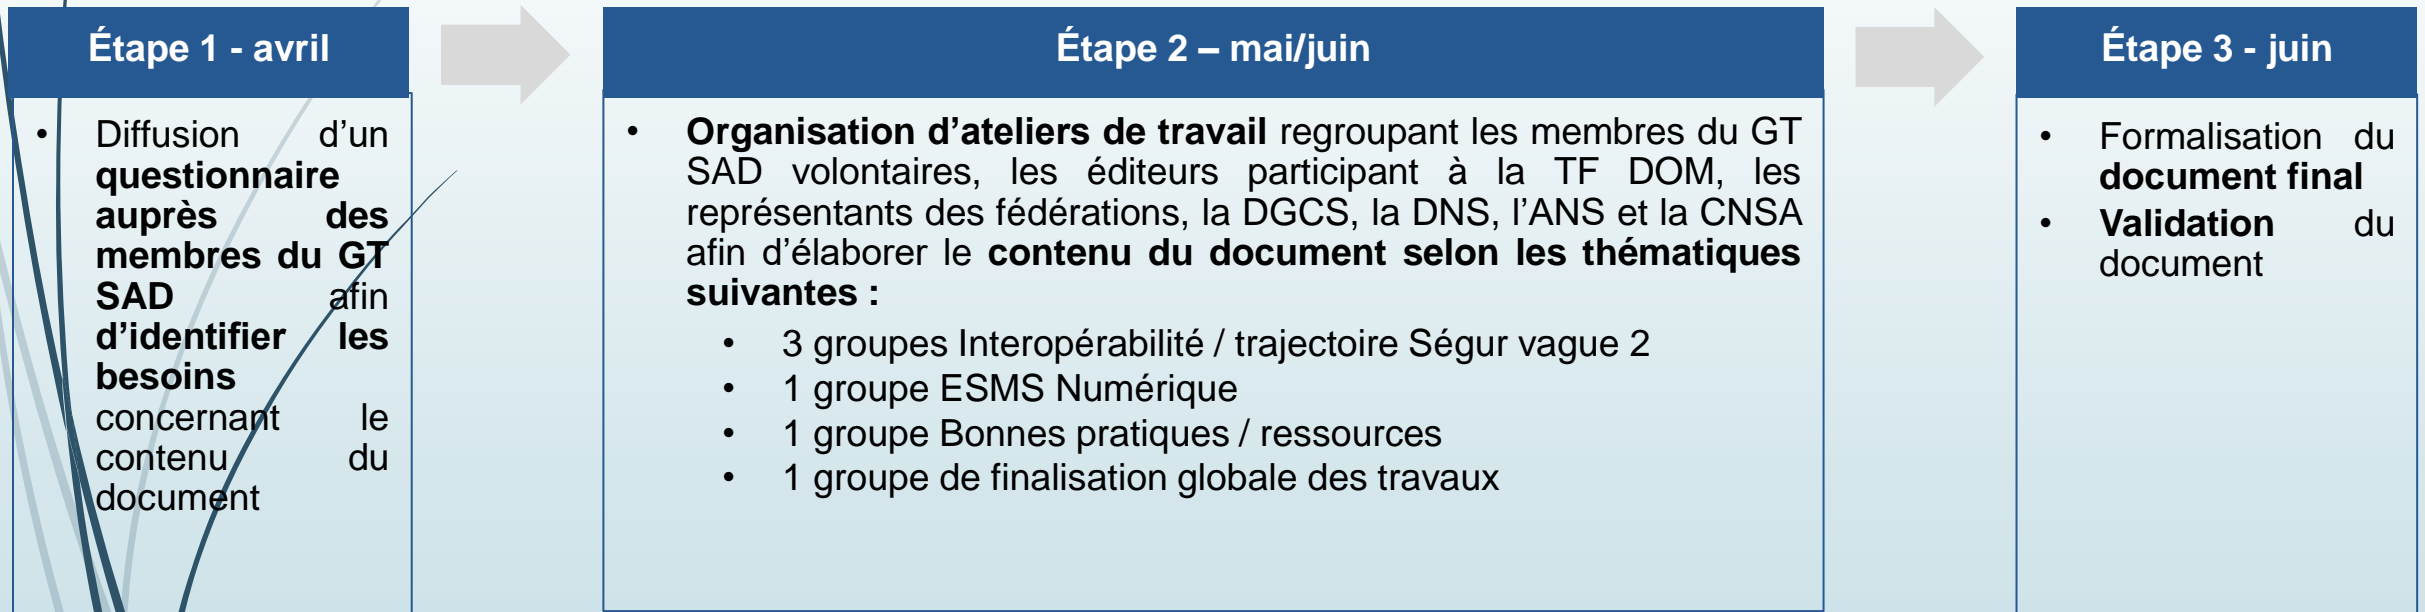 Étape 1 - avril
• Diffusion d’un
questionnaire
auprès des
membres du GT
SAD afin
d’identifier les
besoins
concernant le
contenu du
document
Étape 2 – mai/juin
• Organisation d’ateliers de travail regroupant les membres du GT
SAD volontaires, les éditeurs participant à la TF DOM, les
représentants des fédérations, la DGCS, la DNS, l’ANS et la CNSA
afin d’élaborer le contenu du document selon les thématiques
suivantes :
• 3 groupes Interopérabilité / trajectoire Ségur vague 2
• 1 groupe ESMS Numérique
• 1 groupe Bonnes pratiques / ressources
• 1 groupe de finalisation globale des travaux
Étape 3 - juin
• Formalisation du
document final
• Validation du
document